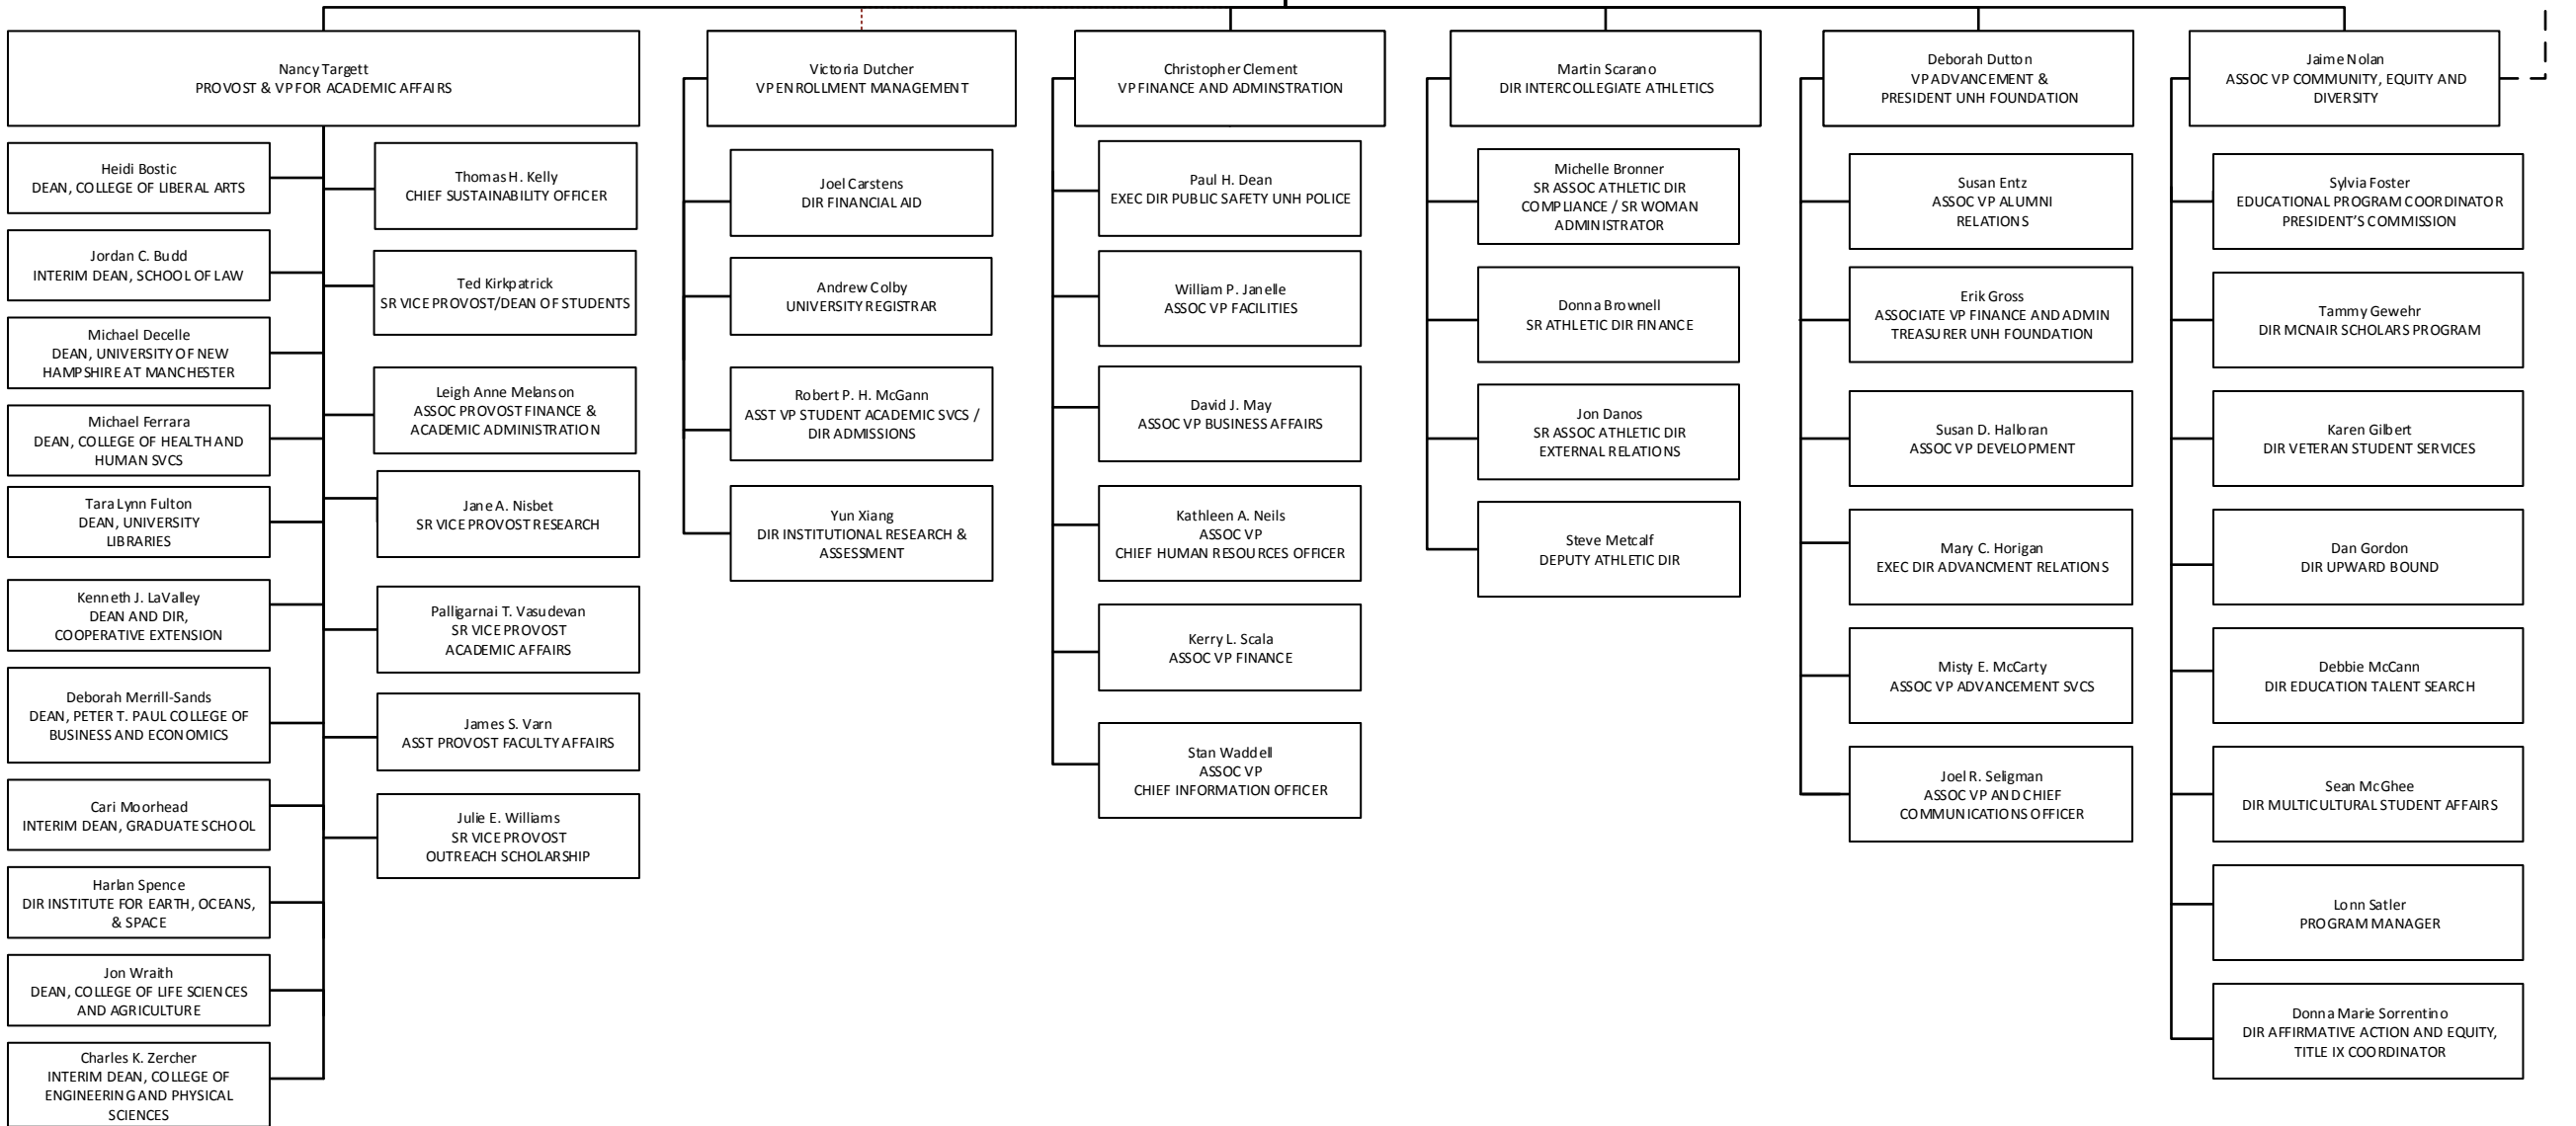 Nancy Targett
PROVOST & VP FOR ACADEMIC AFFAIRS
Heidi Bostic
DEAN, COLLEGE OF LIBERAL ARTS
Jordan C. Budd
INTERIM DEAN, SCHOOL OF LAW
Michael Decelle
DEAN, UNIVERSITY OF NEW
HAMPSHIRE AT MANCHESTER
Michael Ferrara
DEAN, COLLEGE OF HEALTH AND
HUMAN SVCS
Tara Lynn Fulton
DEAN, UNIVERSITY
LIBRARIES
Kenneth J. LaValley
DEAN AND DIR,
COOPERATIVE EXTENSION
Deborah Merrill-Sands
DEAN, PETER T. PAUL COLLEGE OF
BUSINESS AND ECONOMICS
Cari Moorhead
INTERIM DEAN, GRADUATE SCHOOL
Harlan Spence
DIR INSTITUTE FOR EARTH, OCEANS,
& SPACE
Jon Wraith
DEAN, COLLEGE OF LIFE SCIENCES
AND AGRICULTURE
Charles K. Zercher
INTERIM DEAN, COLLEGE OF
ENGINEERING AND PHYSICAL
SCIENCES
Thomas H. Kelly
CHIEF SUSTAINABILITY OFFICER
Ted Kirkpatrick
SR VICE PROVOST/DEAN OF STUDENTS
Leigh Anne Melanson
ASSOC PROVOST FINANCE &
ACADEMIC ADMINISTRATION
Jane A. Nisbet
SR VICE PROVOST RESEARCH
Palligarnai T. Vasudevan
SR VICE PROVOST
ACADEMIC AFFAIRS
James S. Varn
ASST PROVOST FACULTY AFFAIRS
Julie E. Williams
SR VICE PROVOST
OUTREACH SCHOLARSHIP
Victoria Dutcher
VP ENROLLMENT MANAGEMENT
Joel Carstens
DIR FINANCIAL AID
Andrew Colby
UNIVERSITY REGISTRAR
Robert P. H. McGann
ASST VP STUDENT ACADEMIC SVCS /
DIR ADMISSIONS
Yun Xiang
DIR INSTITUTIONAL RESEARCH &
ASSESSMENT
Christopher Clement
VP FINANCE AND ADMINSTRATION
Paul H. Dean
EXEC DIR PUBLIC SAFETY UNH POLICE
William P. Janelle
ASSOC VP FACILITIES
David J. May
ASSOC VP BUSINESS AFFAIRS
Kathleen A. Neils
ASSOC VP
CHIEF HUMAN RESOURCES OFFICER
Kerry L. Scala
ASSOC VP FINANCE
Stan Waddell
ASSOC VP
CHIEF INFORMATION OFFICER
Martin Scarano
DIR INTERCOLLEGIATE ATHLETICS
Michelle Bronner
SR ASSOC ATHLETIC DIR
COMPLIANCE / SR WOMAN
ADMINISTRATOR
Donna Brownell
SR ATHLETIC DIR FINANCE
Jon Danos
SR ASSOC ATHLETIC DIR
EXTERNAL RELATIONS
Steve Metcalf
DEPUTY ATHLETIC DIR
Deborah Dutton
VP ADVANCEMENT &
PRESIDENT UNH FOUNDATION
Susan Entz
ASSOC VP ALUMNI
RELATIONS
Erik Gross
ASSOCIATE VP FINANCE AND ADMIN
TREASURER UNH FOUNDATION
Susan D. Halloran
ASSOC VP DEVELOPMENT
Mary C. Horigan
EXEC DIR ADVANCMENT RELATIONS
Misty E. McCarty
ASSOC VP ADVANCEMENT SVCS
Joel R. Seligman
ASSOC VP AND CHIEF
COMMUNICATIONS OFFICER
Jaime Nolan
ASSOC VP COMMUNITY, EQUITY AND
DIVERSITY
Sylvia Foster
EDUCATIONAL PROGRAM COORDINATOR
PRESIDENT’S COMMISSION
Tammy Gewehr
DIR MCNAIR SCHOLARS PROGRAM
Karen Gilbert
DIR VETERAN STUDENT SERVICES
Dan Gordon
DIR UPWARD BOUND
Debbie McCann
DIR EDUCATION TALENT SEARCH
Sean McGhee
DIR MULTICULTURAL STUDENT AFFAIRS
Lonn Satler
PROGRAM MANAGER
Donna Marie Sorrentino
DIR AFFIRMATIVE ACTION AND EQUITY,
TITLE IX COORDINATOR